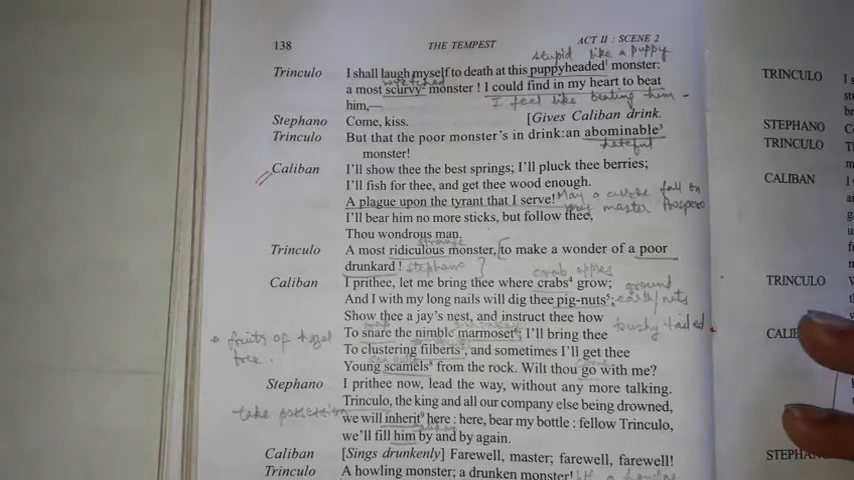 138 THE TEMPEST ACT II : SCENE 2
stupid like a puppy
Trinculo I shall laugh myself to death at this puppyheaded¹ monster:
wretched
a most scurvy² monster ! I could find in my heart to beat
him,— I feel like beating them -
Stephano Come, kiss. [Gives Caliban drink.
Trinculo But that the poor monster's in drink: an abominable³
hateful
monster!
Caliban I'll show thee the best springs; I'll pluck thee berries;
I'll fish for thee, and get thee wood enough.
A plague upon the tyrant that I serve! May a curse fall on
my master Prospero
I'll bear him no more sticks, but follow thee,
Thou wondrous man.
strange
Trinculo A most ridiculous monster, [to make a wonder of a poor
drunkard ! stephano ]
crab apples
Caliban I prithee, let me bring thee where crabs⁴ grow;
ground
And I with my long nails will dig thee pig-nuts⁵; early nuts
Show thee a jay's nest, and instruct thee how
bushy tailed
To snare the nimble marmoset⁶; I'll bring thee
fruits of hazel
tree.
To clustering filberts⁷, and sometimes I'll get thee
Young scamels⁸ from the rock. Wilt thou go with me?
Stephano I prithee now, lead the way, without any more talking.
Trinculo, the king and all our company else being drowned,
take possession
we will inherit⁹ here : here, bear my bottle : fellow Trinculo,
we'll fill him by and by again.
Caliban [Sings drunkenly] Farewell, master; farewell, farewell!
Trinculo A howling monster; a drunken monster!
TRINCULO I s
STEPHANO C
TRINCULO T
CALIBAN
TRINCULO
CALIB
STEPHAN